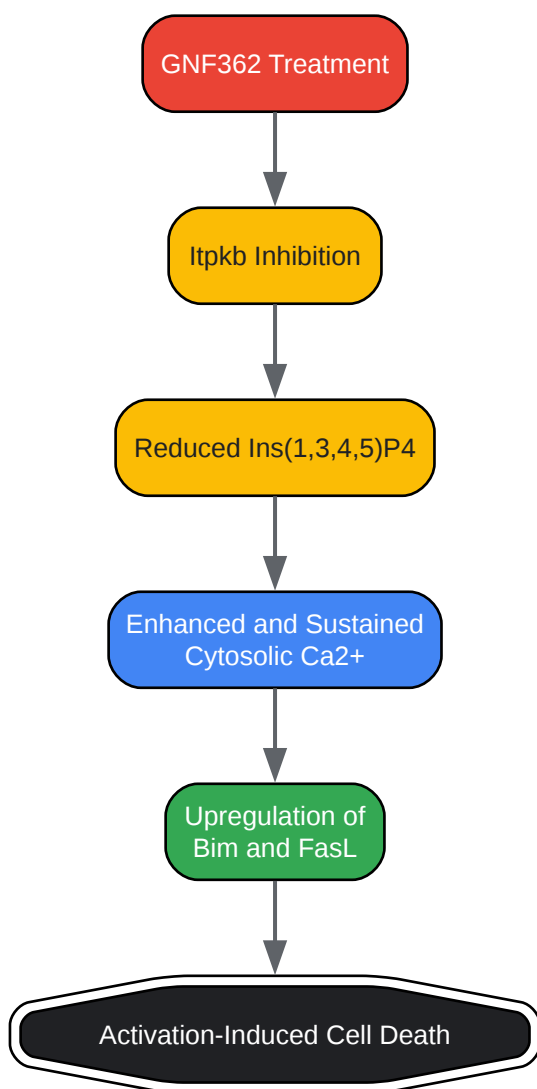 GNF362 Treatment
Itpkb Inhibition
Reduced Ins(1,3,4,5)P4
Enhanced and Sustained
Cytosolic Ca2+
Upregulation of
Bim and FasL
Activation-Induced Cell Death